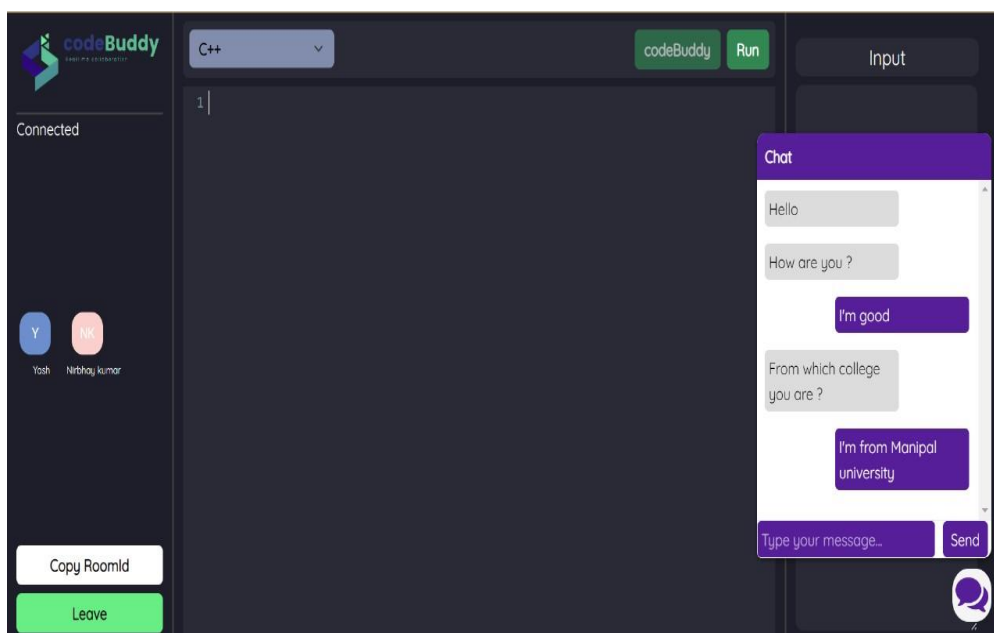 codeBuddy
Connected
Y
NK
Yash
Nirbhay kumar
Copy RoomId
Leave
C++
codeBuddy
Run
1
Input
Chat
Hello
How are you ?
I'm good
From which college
you are ?
I'm from Manipal
university
Type your message...
Send